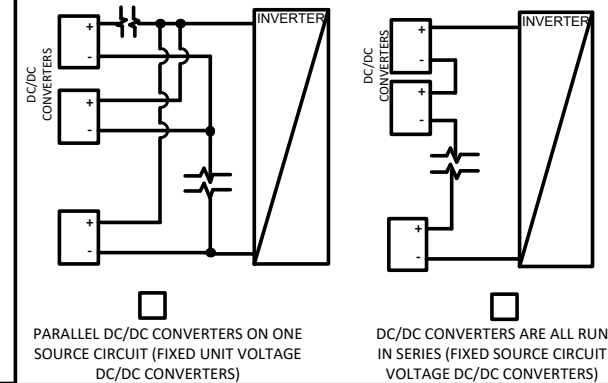 DC/DC
CONVERTERS
+
-
+
-
+
-
INVERTER
PARALLEL DC/DC CONVERTERS ON ONE
SOURCE CIRCUIT (FIXED UNIT VOLTAGE
DC/DC CONVERTERS)
DC/DC
CONVERTERS
+
-
+
-
+
-
INVERTER
DC/DC CONVERTERS ARE ALL RUN
IN SERIES (FIXED SOURCE CIRCUIT
VOLTAGE DC/DC CONVERTERS)